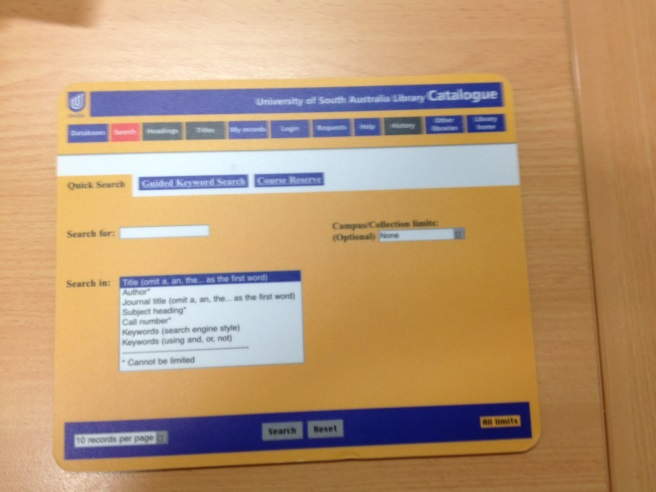 University of South Australia Library Catalogue
Databases Search Headings Titles My records Login Requests Help History Other libraries Library home
Quick Search Guided Keyword Search Course Reserve
Search for:
Campus/Collection limits:
(Optional) None
Search in:
Title (omit a, an, the... as the first word)
Author*
Journal title (omit a, an, the... as the first word)
Subject heading*
Call number*
Keywords (search engine style)
Keywords (using and, or, not)
* Cannot be limited
10 records per page
Search Reset
All limits